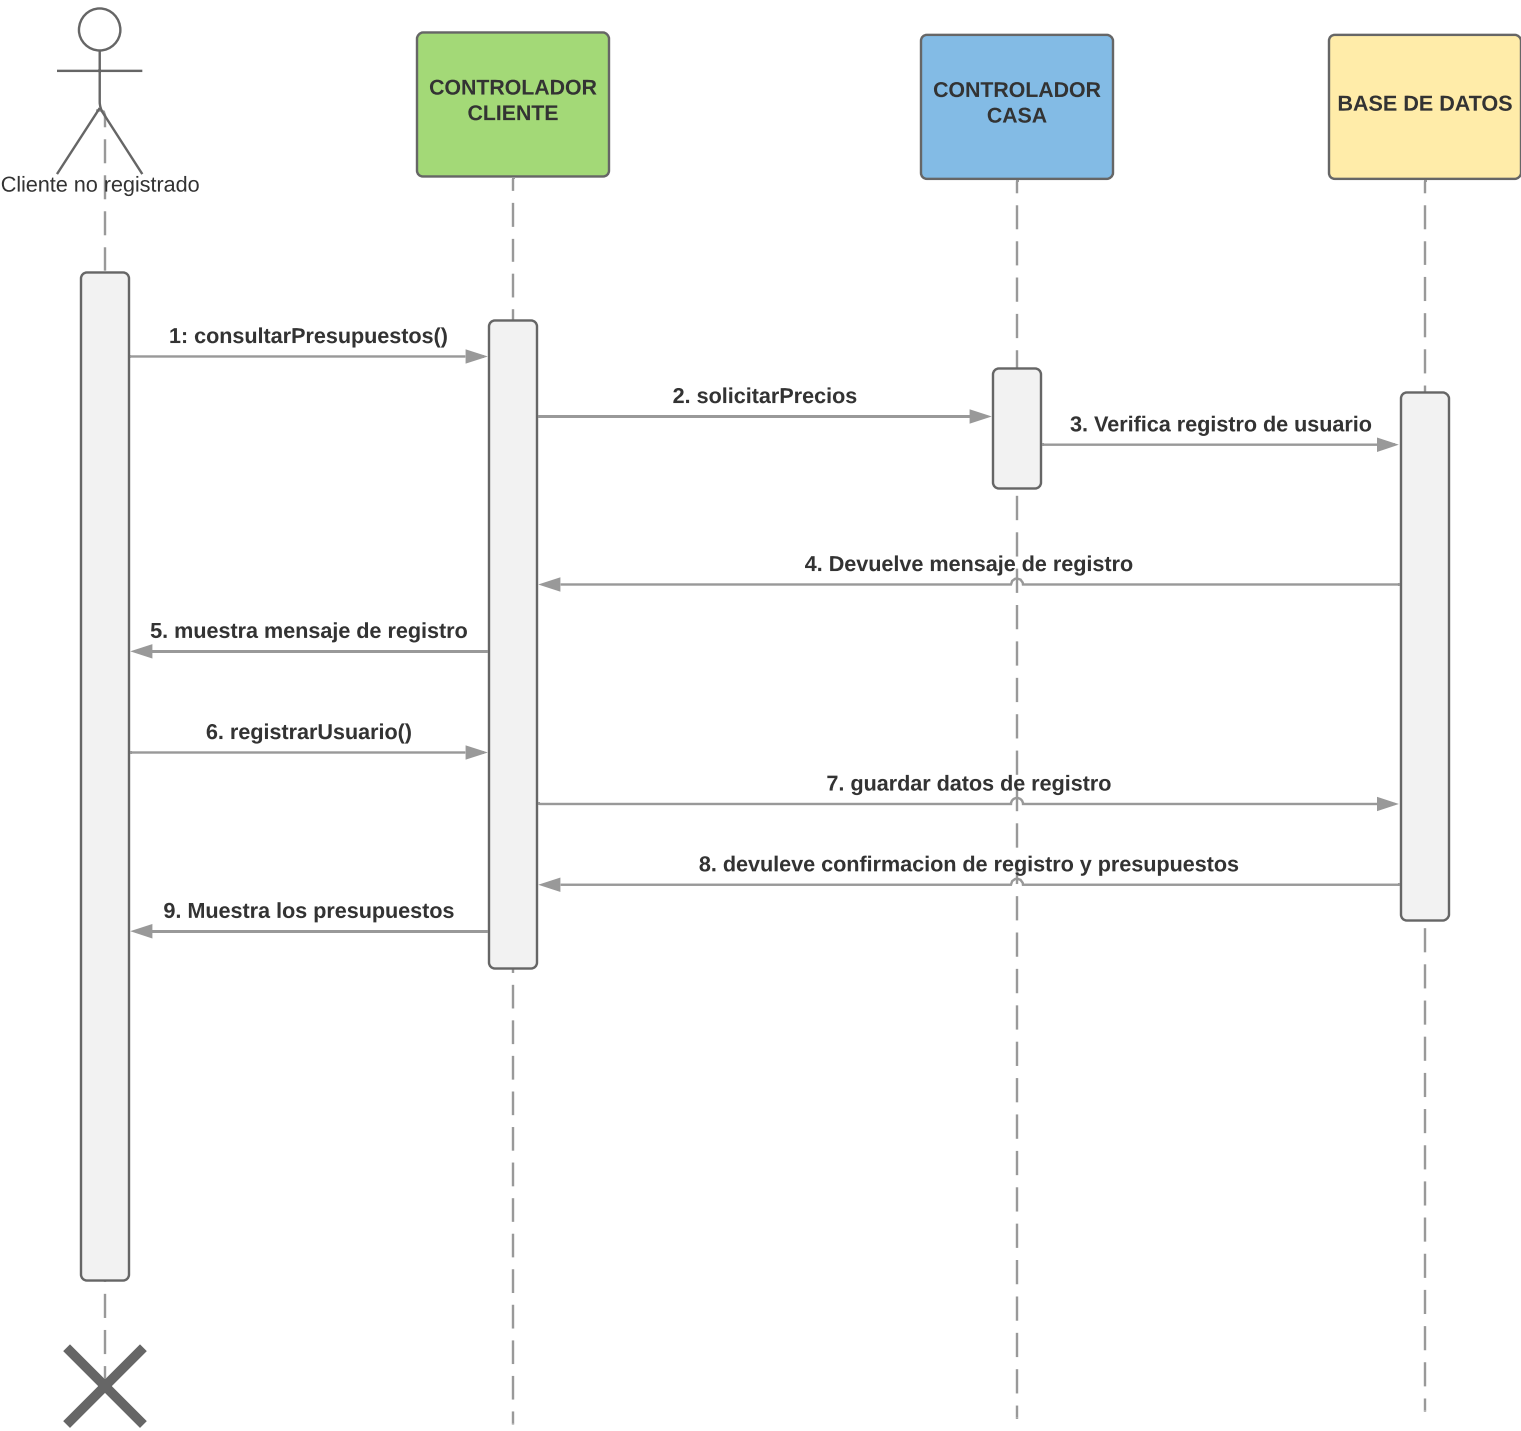 CONTROLADOR
CLIENTE
CONTROLADOR
CASA
BASE DE DATOS
Cliente no registrado
1: consultarPresupuestos()
2. solicitarPrecios
3. Verifica registro de usuario
4. Devuelve mensaje de registro
5. muestra mensaje de registro
6. registrarUsuario()
7. guardar datos de registro
8. devuleve confirmacion de registro y presupuestos
9. Muestra los presupuestos